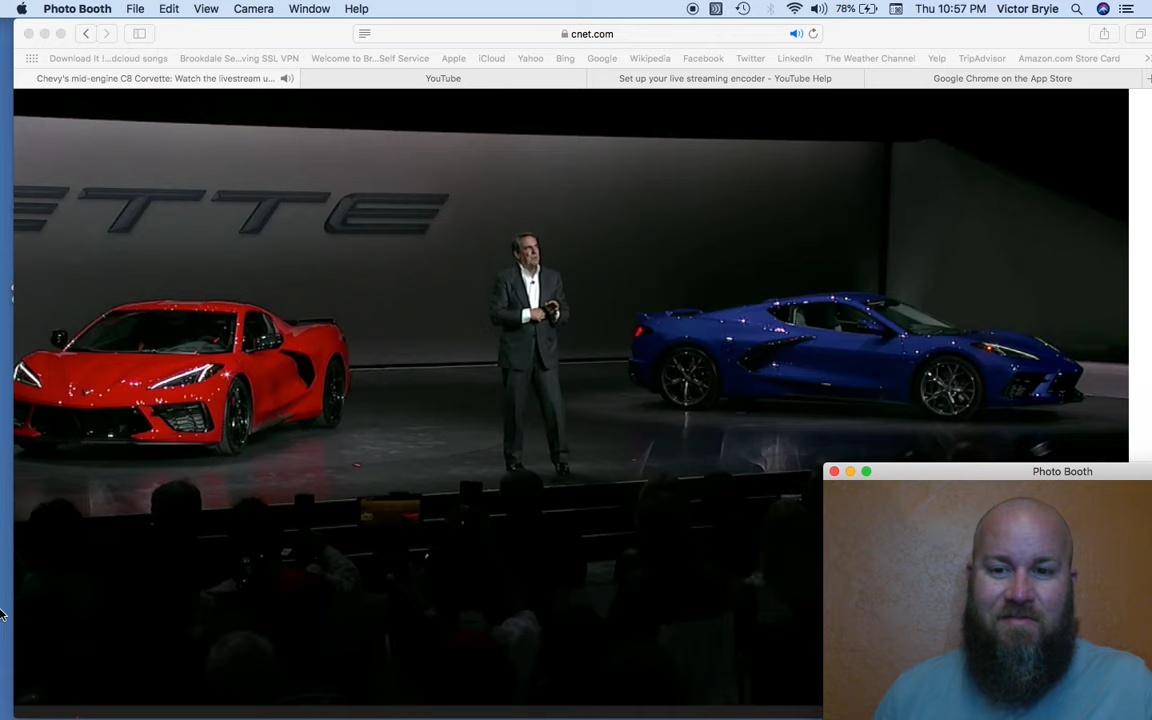 Photo Booth File Edit View Camera Window Help 78% Thu 10:57 PM Victor Bryie
cnet.com
Download It !...dcloud songs Brookdale Se...ving SSL VPN Welcome to Br...Self Service Apple iCloud Yahoo Bing Google Wikipedia Facebook Twitter LinkedIn The Weather Channel Yelp TripAdvisor Amazon.com Store Card
Chevy's mid-engine C8 Corvette: Watch the livestream u... YouTube Set up your live streaming encoder - YouTube Help Google Chrome on the App Store
ETTE
Photo Booth